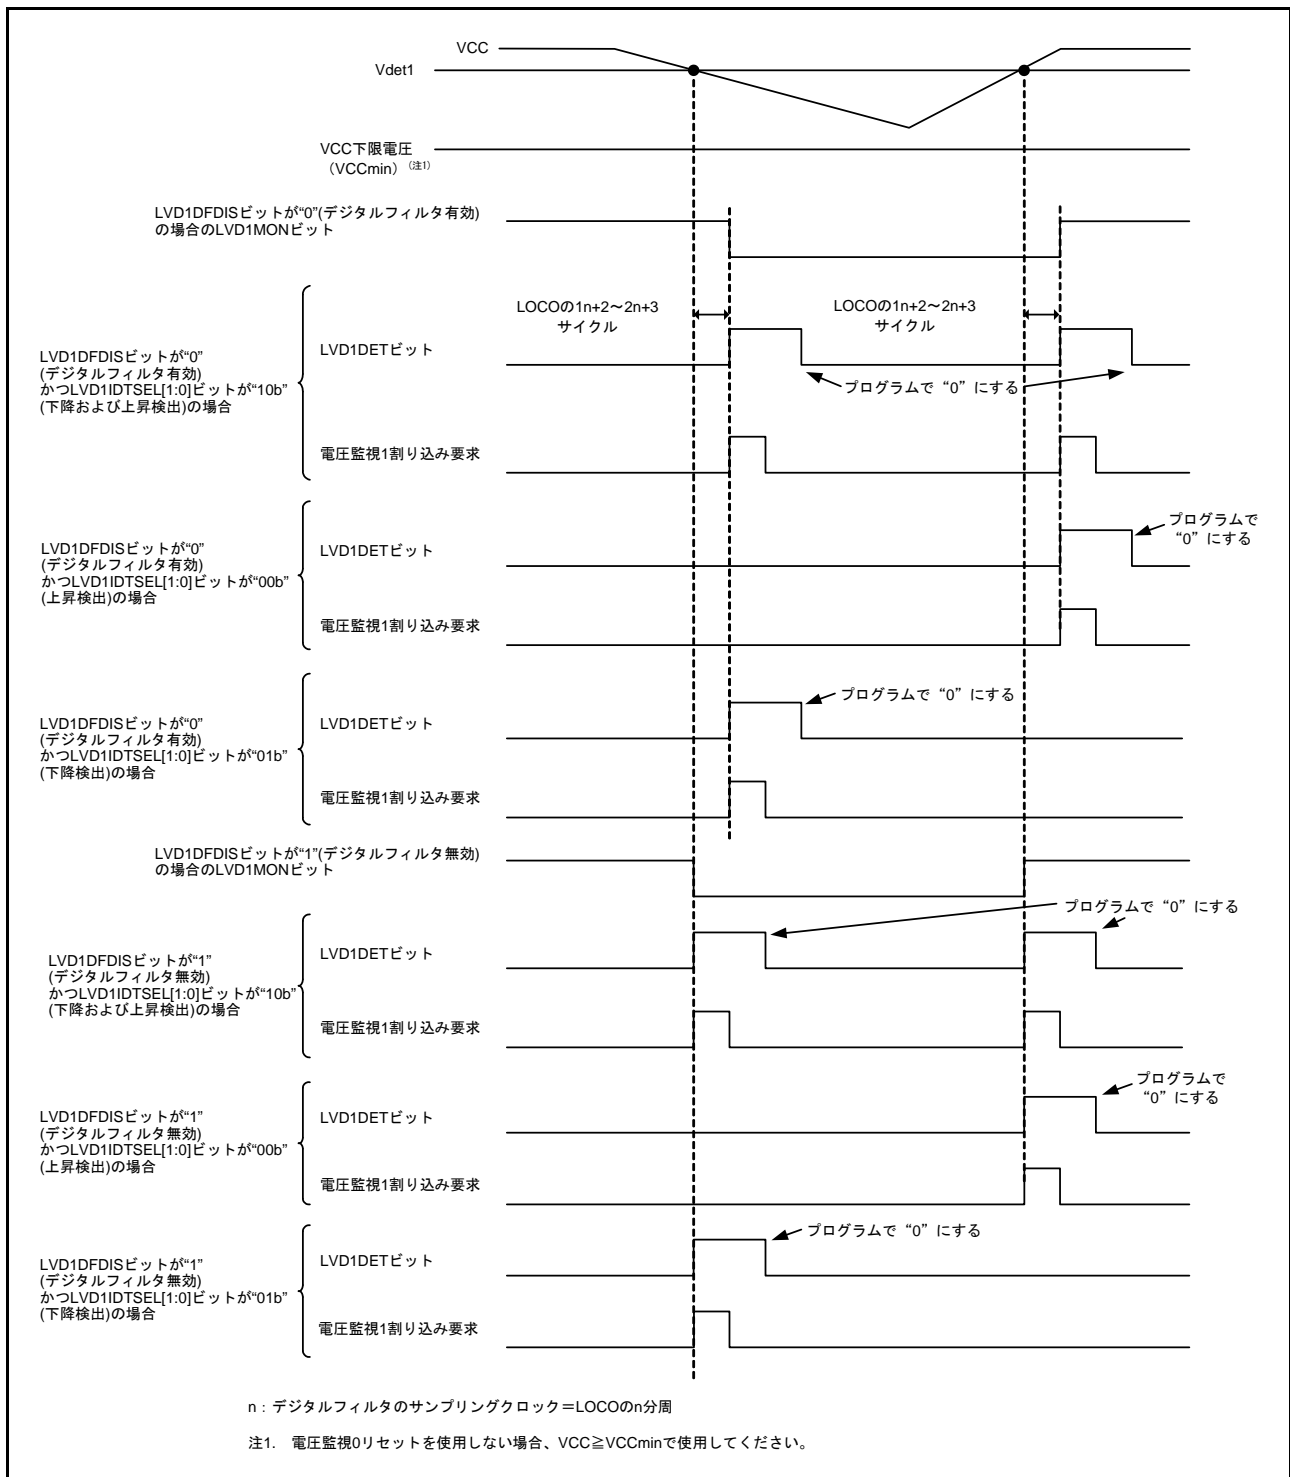 VCC
Vdet1
VCC下限電圧
（VCCmin）（注1）
LVD1DFDISビットが“0”(デジタルフィルタ有効)
の場合のLVD1MONビット
LOCOの1n+2～2n+3
サイクル
LOCOの1n+2～2n+3
サイクル
LVD1DFDISビットが“0”
(デジタルフィルタ有効)
かつLVD1IDTSEL[1:0]ビットが“10b”
(下降および上昇検出)の場合
LVD1DETビット
プログラムで“0”にする
電圧監視1割り込み要求
LVD1DFDISビットが“0”
(デジタルフィルタ有効)
かつLVD1IDTSEL[1:0]ビットが“00b”
(上昇検出)の場合
LVD1DETビット
プログラムで
“0”にする
電圧監視1割り込み要求
LVD1DFDISビットが“0”
(デジタルフィルタ有効)
かつLVD1IDTSEL[1:0]ビットが“01b”
(下降検出)の場合
LVD1DETビット
プログラムで“0”にする
電圧監視1割り込み要求
LVD1DFDISビットが“1”(デジタルフィルタ無効)
の場合のLVD1MONビット
LVD1DFDISビットが“1”
(デジタルフィルタ無効)
かつLVD1IDTSEL[1:0]ビットが“10b”
(下降および上昇検出)の場合
LVD1DETビット
プログラムで“0”にする
電圧監視1割り込み要求
LVD1DFDISビットが“1”
(デジタルフィルタ無効)
かつLVD1IDTSEL[1:0]ビットが“00b”
(上昇検出)の場合
LVD1DETビット
プログラムで
“0”にする
電圧監視1割り込み要求
LVD1DFDISビットが“1”
(デジタルフィルタ無効)
かつLVD1IDTSEL[1:0]ビットが“01b”
(下降検出)の場合
LVD1DETビット
プログラムで“0”にする
電圧監視1割り込み要求
n：デジタルフィルタのサンプリングクロック＝LOCOのn分周
注1. 電圧監視0リセットを使用しない場合、VCC≧VCCminで使用してください。